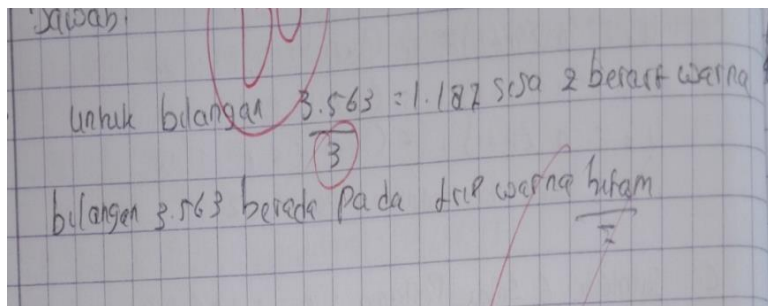 Jawab:
Untuk bilangan 3.563 = 1.187 sisa 2 berarti warna
3
bilangan 3.563 berada pada strip warna hitam